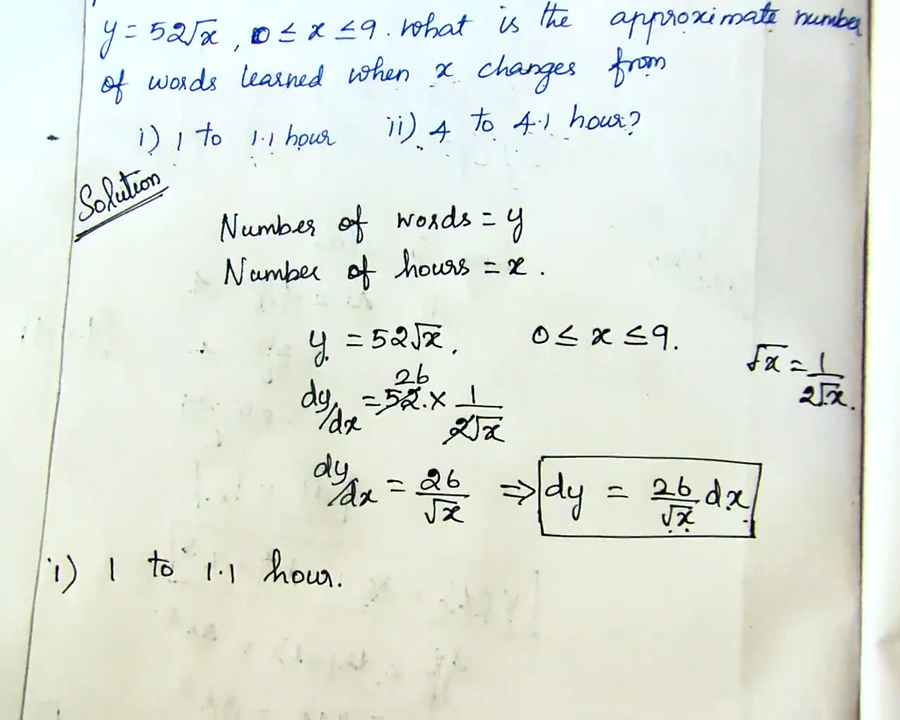 y = 52√x , 0 ≤ x ≤ 9. What is the approximate number
of words learned when x changes from
i) 1 to 1.1 hour ii) 4 to 4.1 hour?
Solution
Number of words = y
Number of hours = x.
y = 52√x, 0 ≤ x ≤ 9.
√x = 1/2√x.
26
dy/dx = 52 × 1/2√x
dy/dx = 26/√x ⇒ dy = 26/√x dx
i) 1 to 1.1 hour.